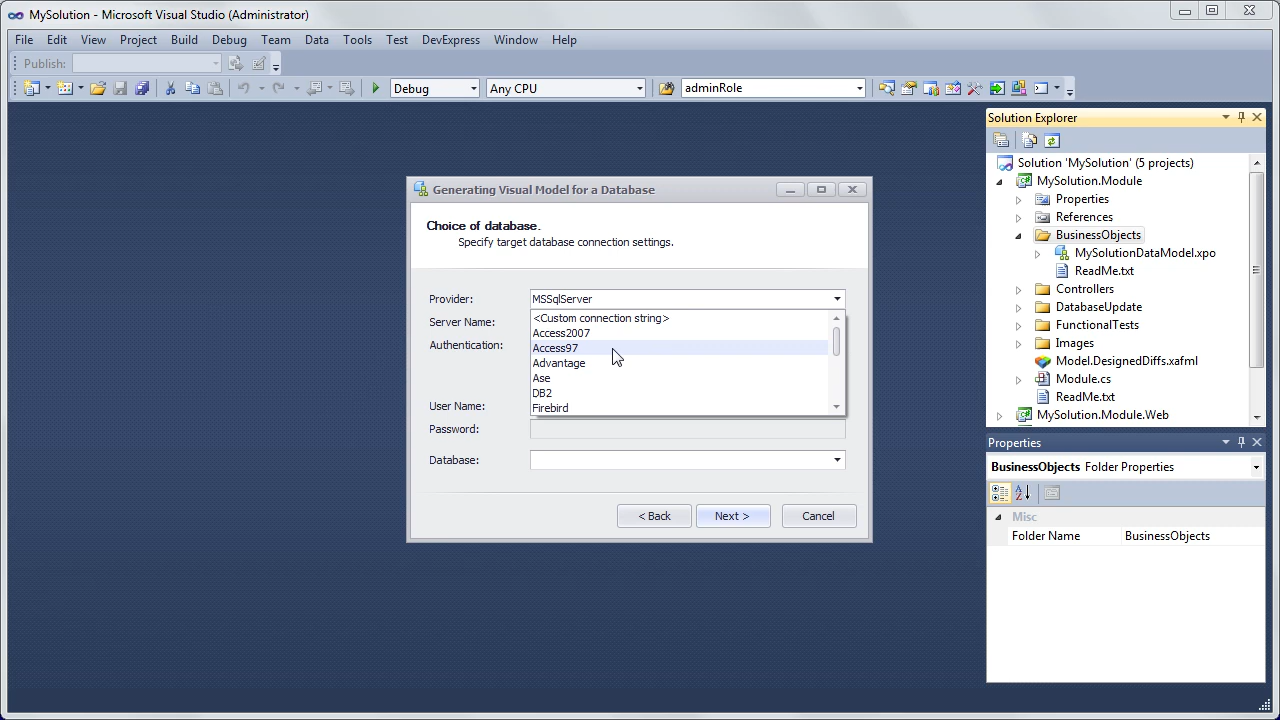 MySolution - Microsoft Visual Studio (Administrator)
File Edit View Project Build Debug Team Data Tools Test DevExpress Window Help
Publish:
Debug Any CPU adminRole
Solution Explorer
Solution 'MySolution' (5 projects)
MySolution.Module
Properties
References
BusinessObjects
MySolutionDataModel.xpo
ReadMe.txt
Controllers
DatabaseUpdate
FunctionalTests
Images
Model.DesignedDiffs.xafml
Module.cs
ReadMe.txt
MySolution.Module.Web
Generating Visual Model for a Database
Choice of database.
Specify target database connection settings.
Provider: MSSqlServer
Server Name:
Authentication:
<Custom connection string>
Access2007
Access97
Advantage
Ase
DB2
Firebird
User Name:
Password:
Database:
< Back Next > Cancel
Properties
BusinessObjects Folder Properties
Misc
Folder Name BusinessObjects